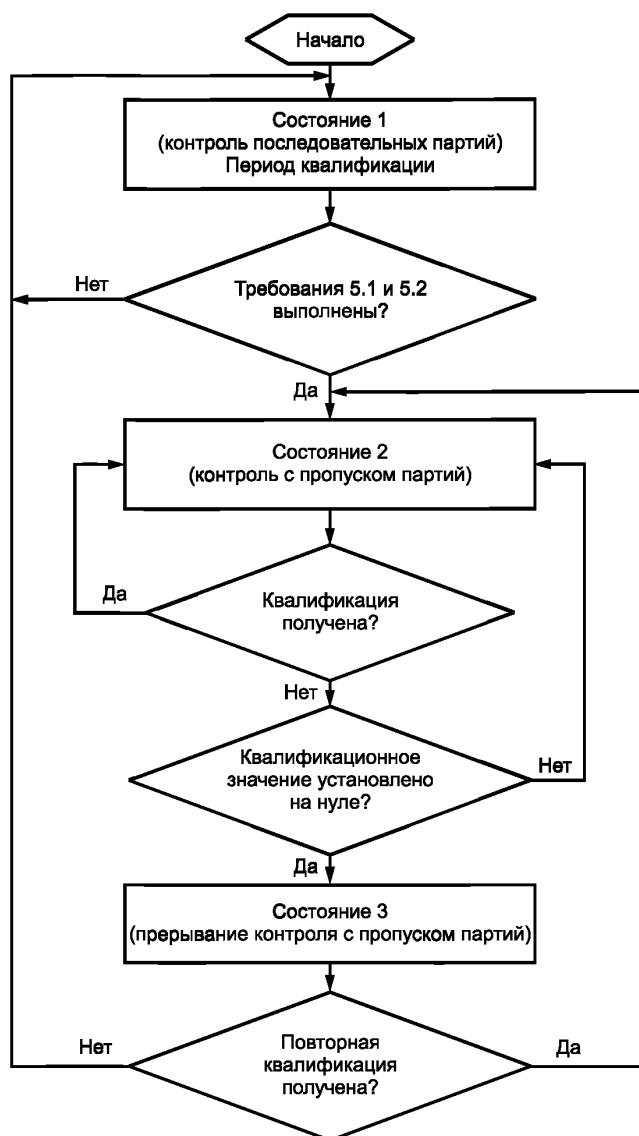 Начало
Состояние 1
(контроль последовательных партий)
Период квалификации
Нет
Требования 5.1 и 5.2
выполнены?
Да
Состояние 2
(контроль с пропуском партий)
Да
Квалификация
получена?
Нет
Квалификационное
значение установлено
на нуле?
Нет
Да
Состояние 3
(прерывание контроля с пропуском партий)
Нет
Повторная
квалификация
получена?
Да